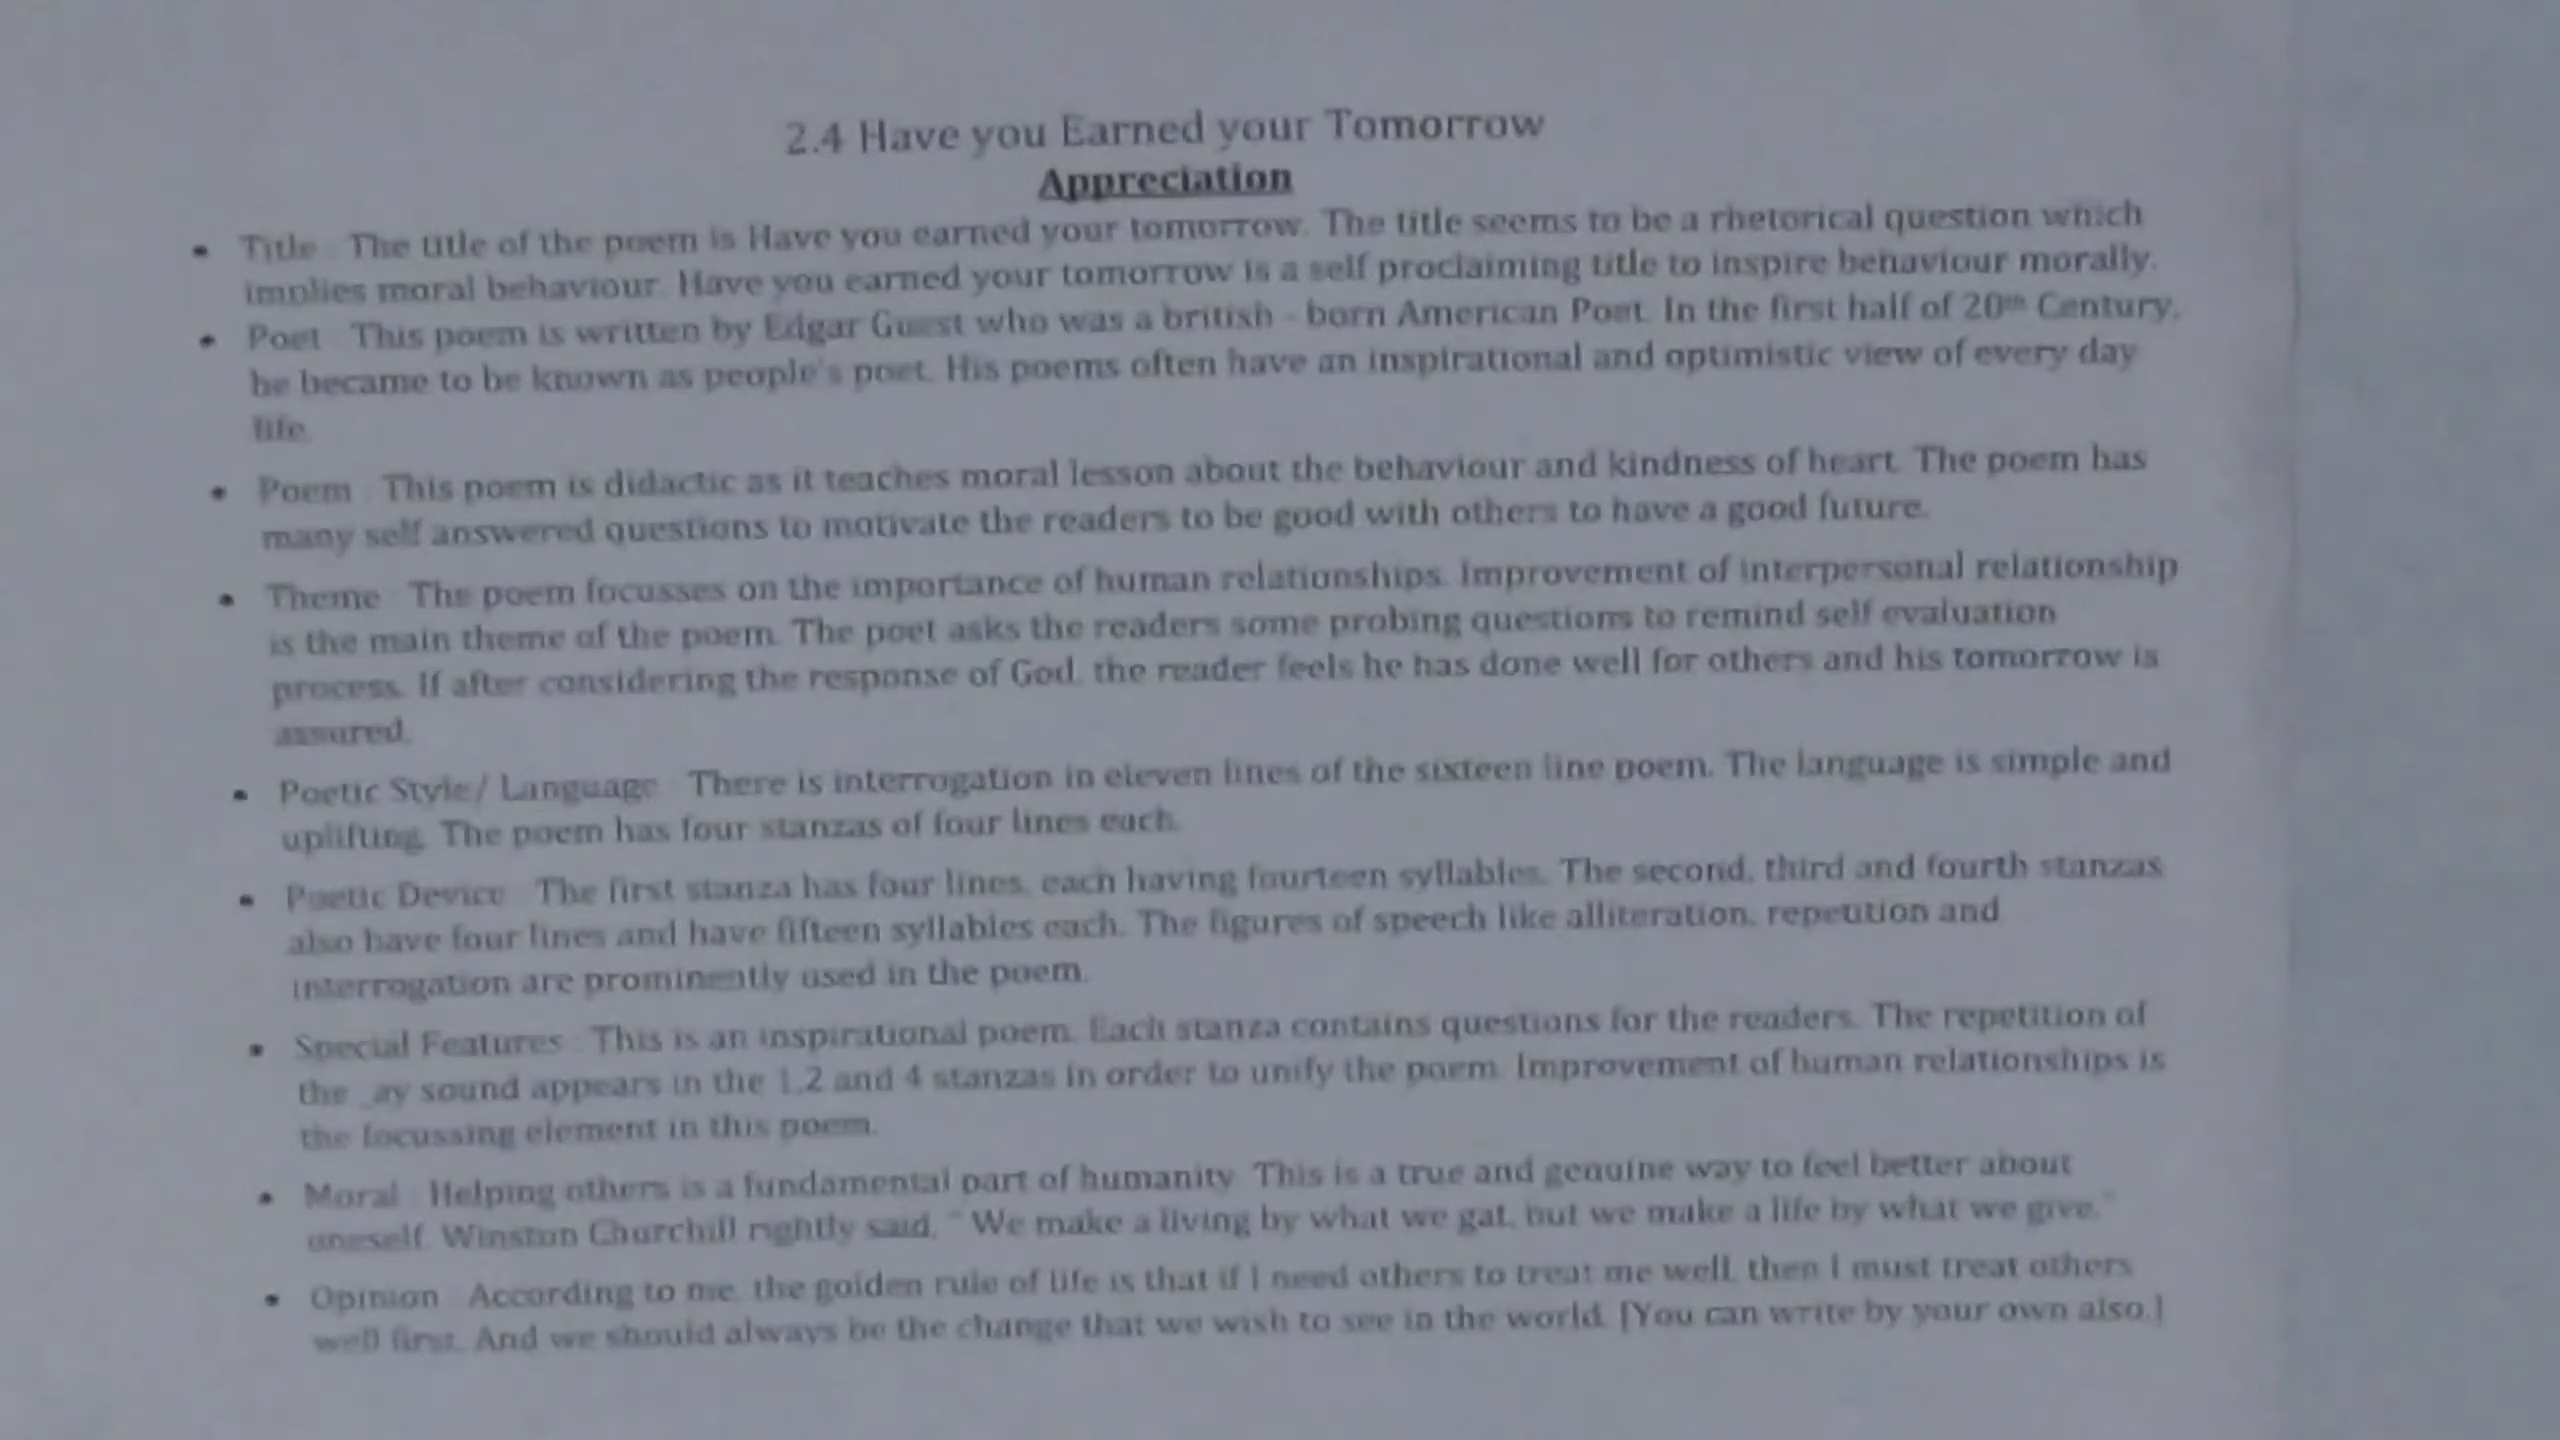 2.4 Have you Earned your Tomorrow
Appreciation
• Title : The title of the poem is Have you earned your tomorrow. The title seems to be a rhetorical question which
implies moral behaviour. Have you earned your tomorrow is a self proclaiming title to inspire behaviour morally.
• Poet : This poem is written by Edgar Guest who was a british - born American Poet. In the first half of 20th Century,
he became to be known as people's poet. His poems often have an inspirational and optimistic view of every day
life.
• Poem : This poem is didactic as it teaches moral lesson about the behaviour and kindness of heart. The poem has
many self answered questions to motivate the readers to be good with others to have a good future.
• Theme : The poem focusses on the importance of human relationships. Improvement of interpersonal relationship
is the main theme of the poem. The poet asks the readers some probing questions to remind self evaluation
process. If after considering the response of God, the reader feels he has done well for others and his tomorrow is
assured.
• Poetic Style/ Language : There is interrogation in eleven lines of the sixteen line poem. The language is simple and
uplifting. The poem has four stanzas of four lines each.
• Poetic Device : The first stanza has four lines, each having fourteen syllables. The second, third and fourth stanzas
also have four lines and have fifteen syllables each. The figures of speech like alliteration, repetition and
interrogation are prominently used in the poem.
• Special Features : This is an inspirational poem. Each stanza contains questions for the readers. The repetition of
the _ay sound appears in the 1,2 and 4 stanzas in order to unify the poem. Improvement of human relationships is
the focussing element in this poem.
• Moral : Helping others is a fundamental part of humanity. This is a true and genuine way to feel better about
oneself. Winston Churchill rightly said, " We make a living by what we gat, but we make a life by what we give."
• Opinion : According to me, the golden rule of life is that if I need others to treat me well, then I must treat others
well first. And we should always be the change that we wish to see in the world. [You can write by your own also.]